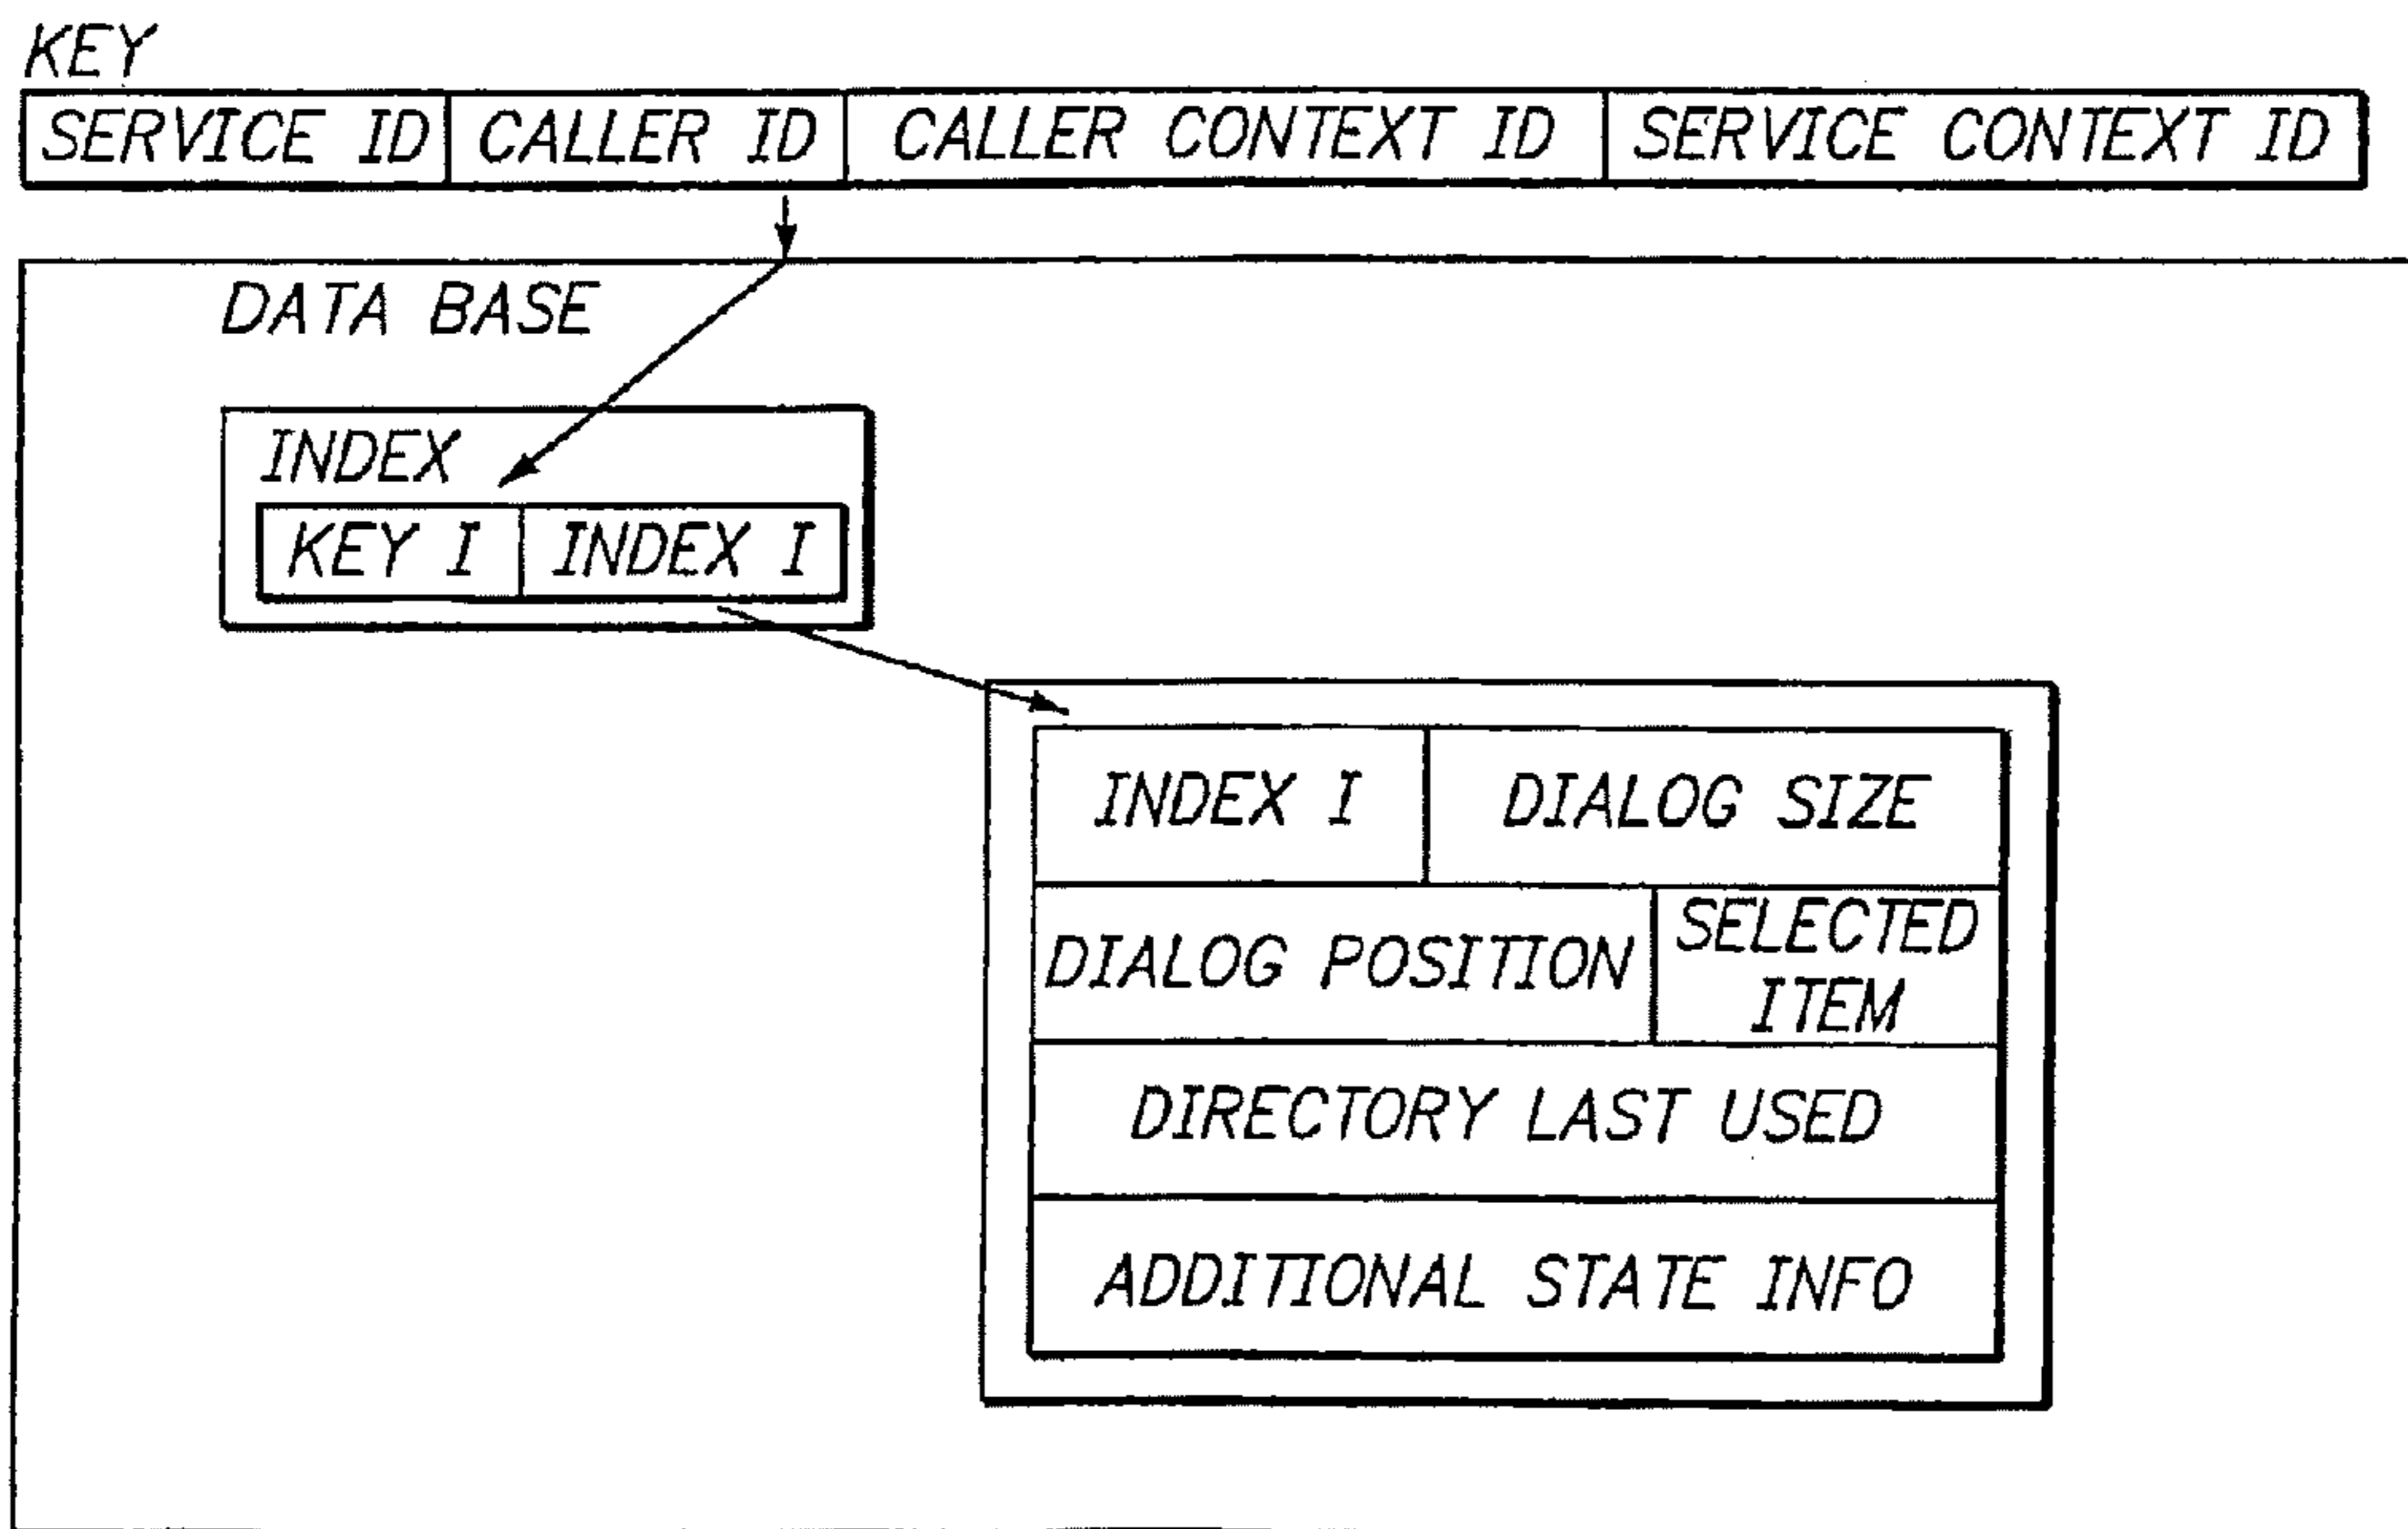 KEY
SERVICE ID CALLER ID CALLER CONTEXT ID SERVICE CONTEXT ID
DATA BASE
INDEX
KEY I INDEX I
INDEX I DIALOG SIZE
DIALOG POSITION SELECTED
ITEM
DIRECTORY LAST USED
ADDITIONAL STATE INFO